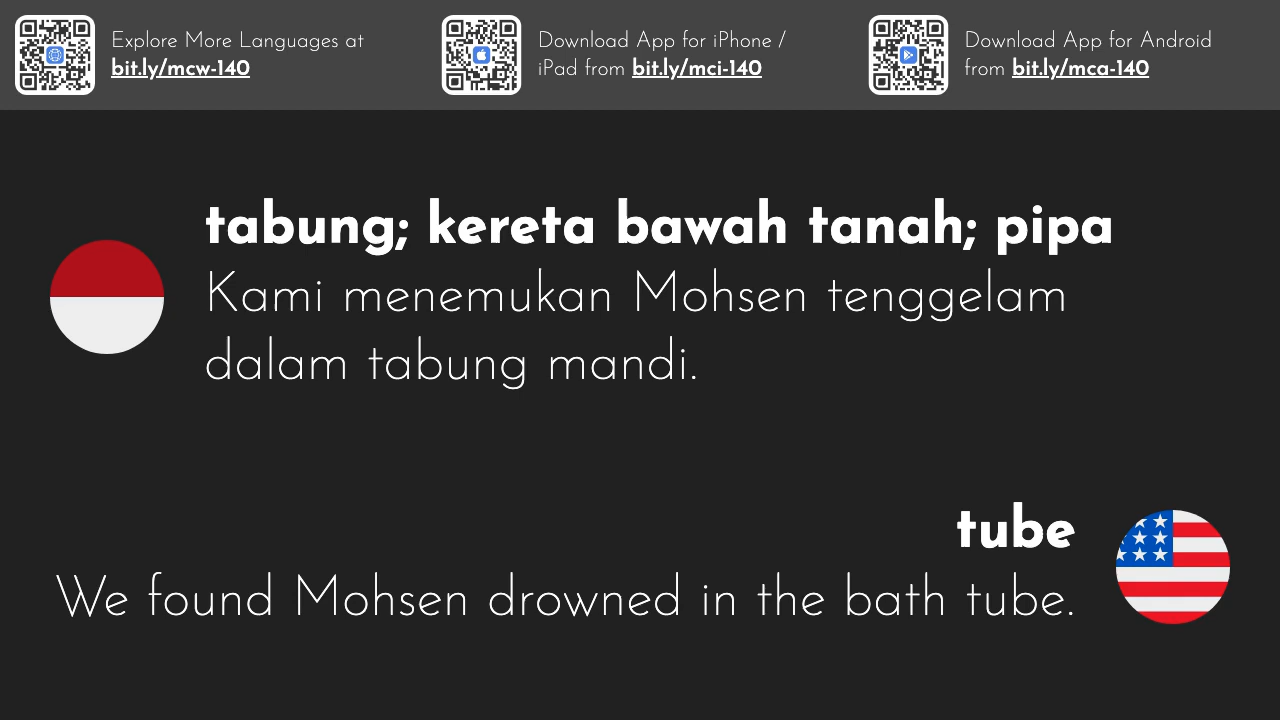 Explore More Languages at
bit.ly/mcw-140
Download App for iPhone /
iPad from bit.ly/mci-140
Download App for Android
from bit.ly/mca-140
tabung; kereta bawah tanah; pipa
Kami menemukan Mohsen tenggelam
dalam tabung mandi.
tube
We found Mohsen drowned in the bath tube.